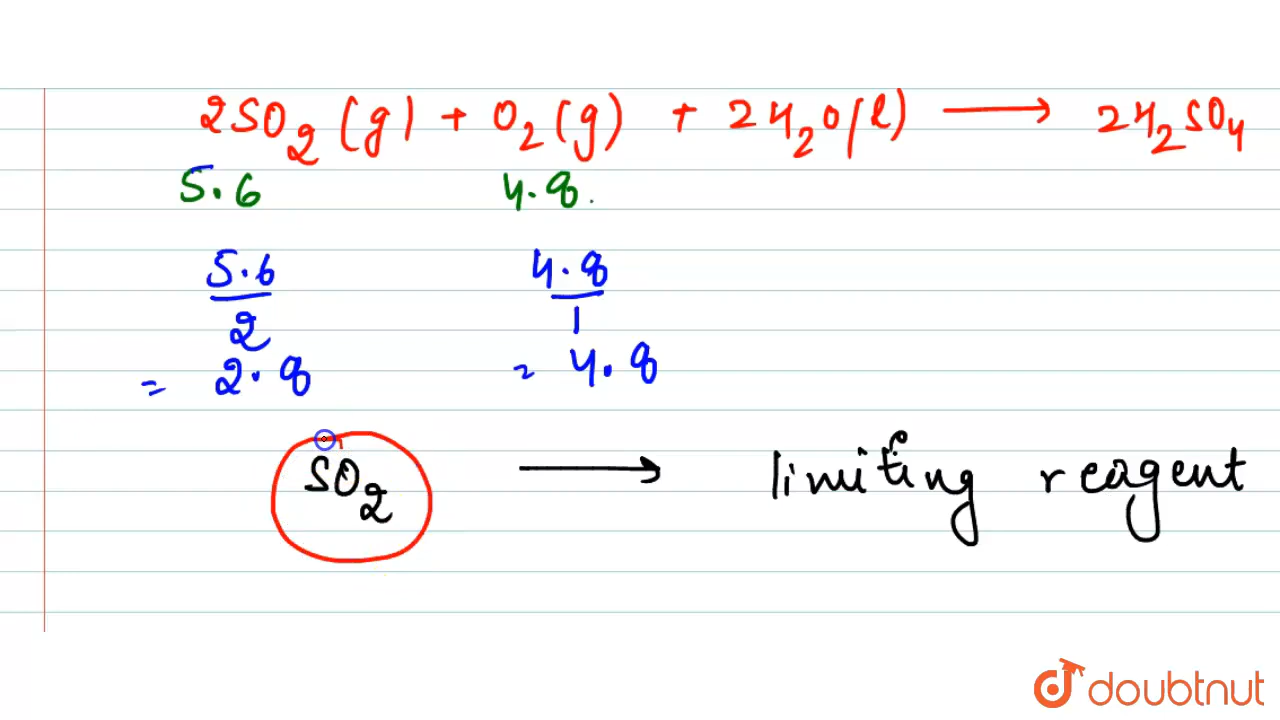 2SO₂(g) + O₂(g) + 2H₂O(l) ⟶ 2H₂SO₄
5.6 4.8
5.6/2 4.8/1
= 2.8 = 4.8
SO₂ ⟶ limiting reagent
doubtnut